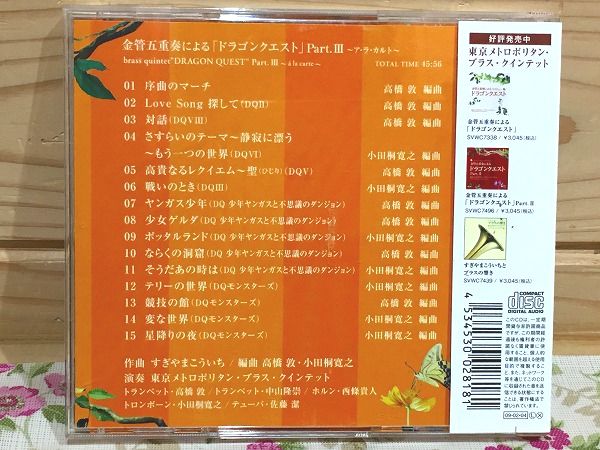 金管五重奏による「ドラゴンクエスト」Part.Ⅲ ～ア・ラ・カルト～
brass quintet"DRAGON QUEST" Part. Ⅲ ～á la carte～
TOTAL TIME 45:56
01 序曲のマーチ 高橋 敦 編曲
02 Love Song 探して(DQⅡ) 高橋 敦 編曲
03 対話(DQⅧ) 高橋 敦 編曲
04 さすらいのテーマ～静寂に漂う
～もう一つの世界(DQⅥ) 小田桐寛之 編曲
05 高貴なるレクイエム～聖(ひじり)(DQⅤ) 高橋 敦 編曲
06 戦いのとき(DQⅢ) 小田桐寛之 編曲
07 ヤンガス少年(DQ 少年ヤンガスと不思議のダンジョン) 高橋 敦 編曲
08 少女ゲルダ(DQ 少年ヤンガスと不思議のダンジョン) 高橋 敦 編曲
09 ポッタルランド(DQ 少年ヤンガスと不思議のダンジョン) 小田桐寛之 編曲
10 ならくの洞窟(DQ 少年ヤンガスと不思議のダンジョン) 高橋 敦 編曲
11 そうだあの時は(DQ 少年ヤンガスと不思議のダンジョン) 小田桐寛之 編曲
12 テリーの世界(DQモンスターズ) 小田桐寛之 編曲
13 競技の館(DQモンスターズ) 高橋 敦 編曲
14 変な世界(DQモンスターズ) 小田桐寛之 編曲
15 星降りの夜(DQモンスターズ) 小田桐寛之 編曲
作曲 すぎやまこういち / 編曲 高橋 敦・小田桐寛之
演奏 東京メトロポリタン・ブラス・クインテット
トランペット・高橋 敦 / トランペット・中山隆崇 / ホルン・西條貴人
トロンボーン・小田桐寛之 / テューバ・佐藤 潔
好評発売中
東京メトロポリタン・
ブラス・クインテット
金管五重奏による
「ドラゴンクエスト」
SVWC7338 / ￥3,045(税込)
金管五重奏による
「ドラゴンクエスト」Part.Ⅱ
SVWC7496 / ￥3,045(税込)
すぎやまこういちと
ブラスの響き
SVWC7439 / ￥3,045(税込)
COMPACT
disc
DIGITAL AUDIO
4534530028181
09・02・04